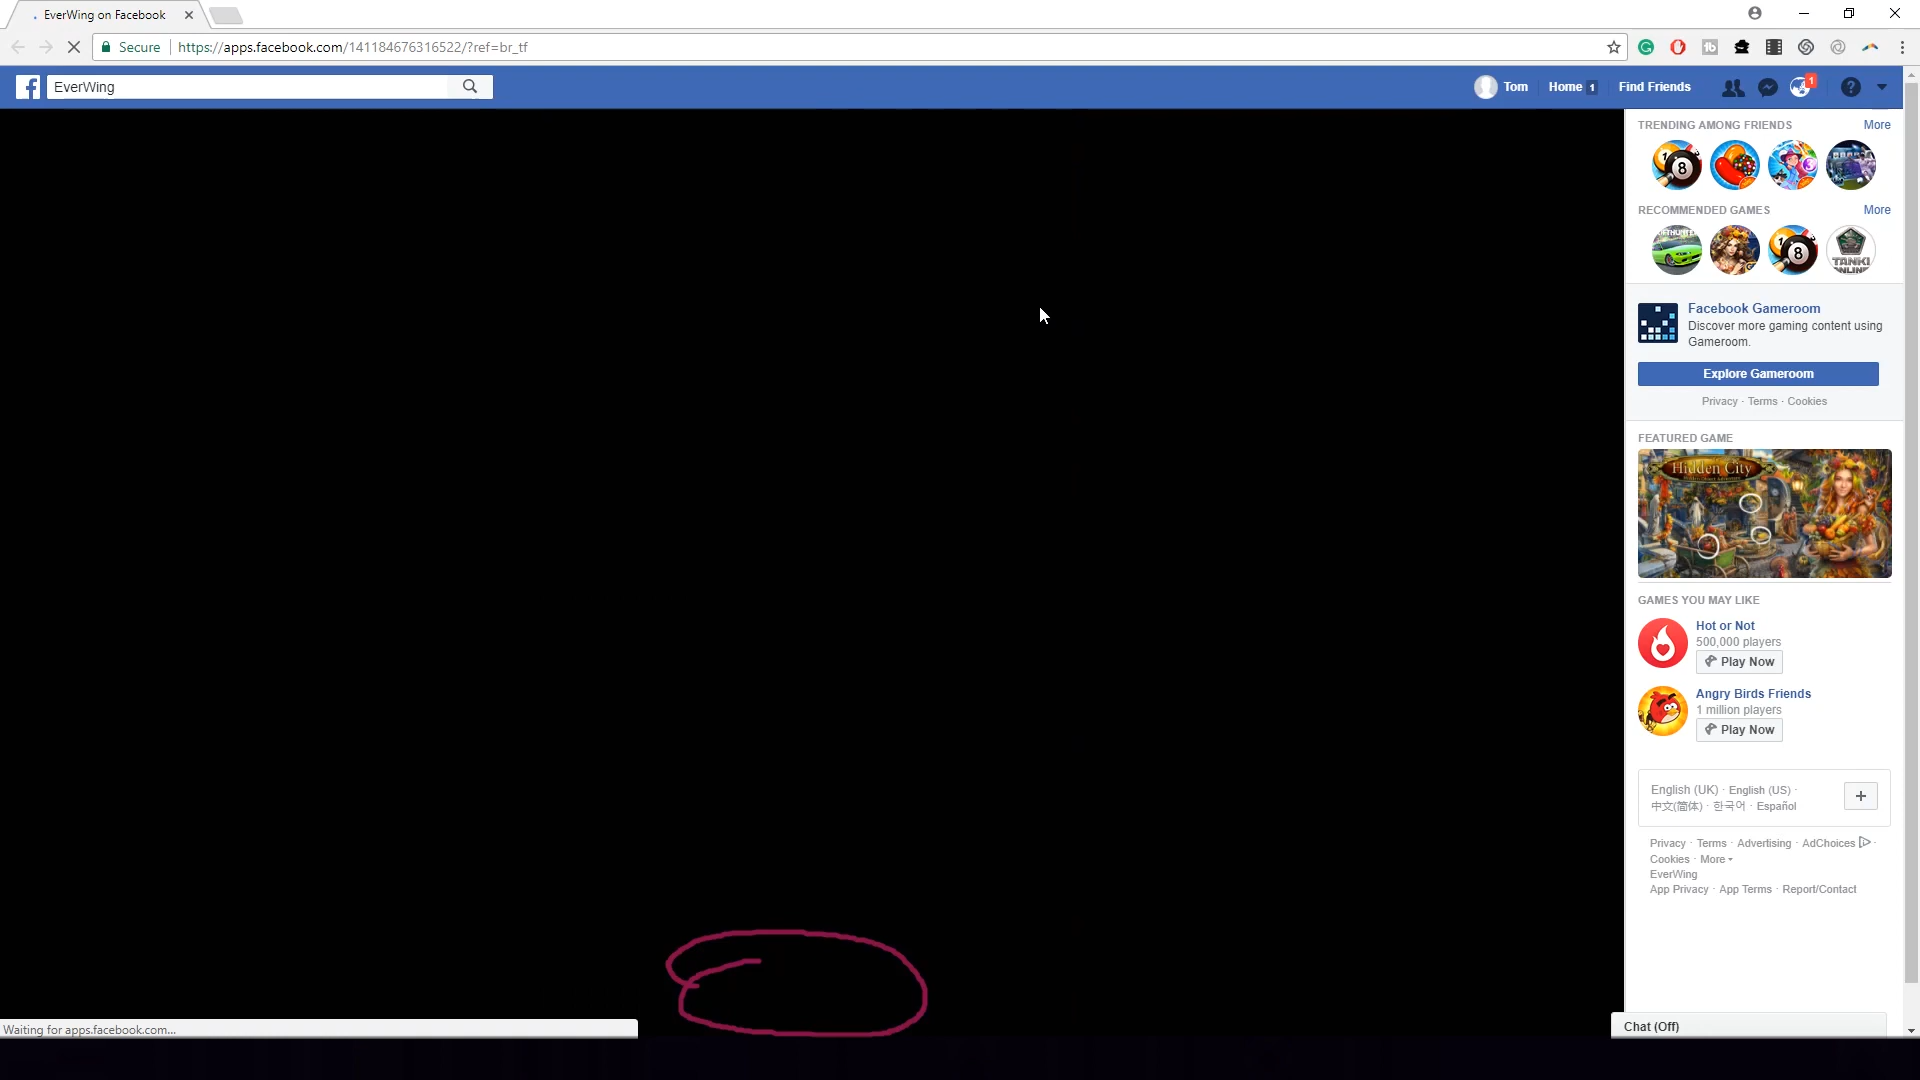 EverWing on Facebook
Secure https://apps.facebook.com/141184676316522/?ref=br_tf
EverWing
Tom Home 1 Find Friends 1
TRENDING AMONG FRIENDS More
RECOMMENDED GAMES More
TANKI
Facebook Gameroom
Discover more gaming content using
Gameroom.
Explore Gameroom
Privacy · Terms · Cookies
FEATURED GAME
Hidden City
GAMES YOU MAY LIKE
Hot or Not
500,000 players
Play Now
Angry Birds Friends
1 million players
Play Now
English (UK) · English (US) ·
中文(简体) · 한국어 · Español
Privacy · Terms · Advertising · AdChoices ·
Cookies · More
EverWing
App Privacy · App Terms · Report/Contact
Waiting for apps.facebook.com...
Chat (Off)